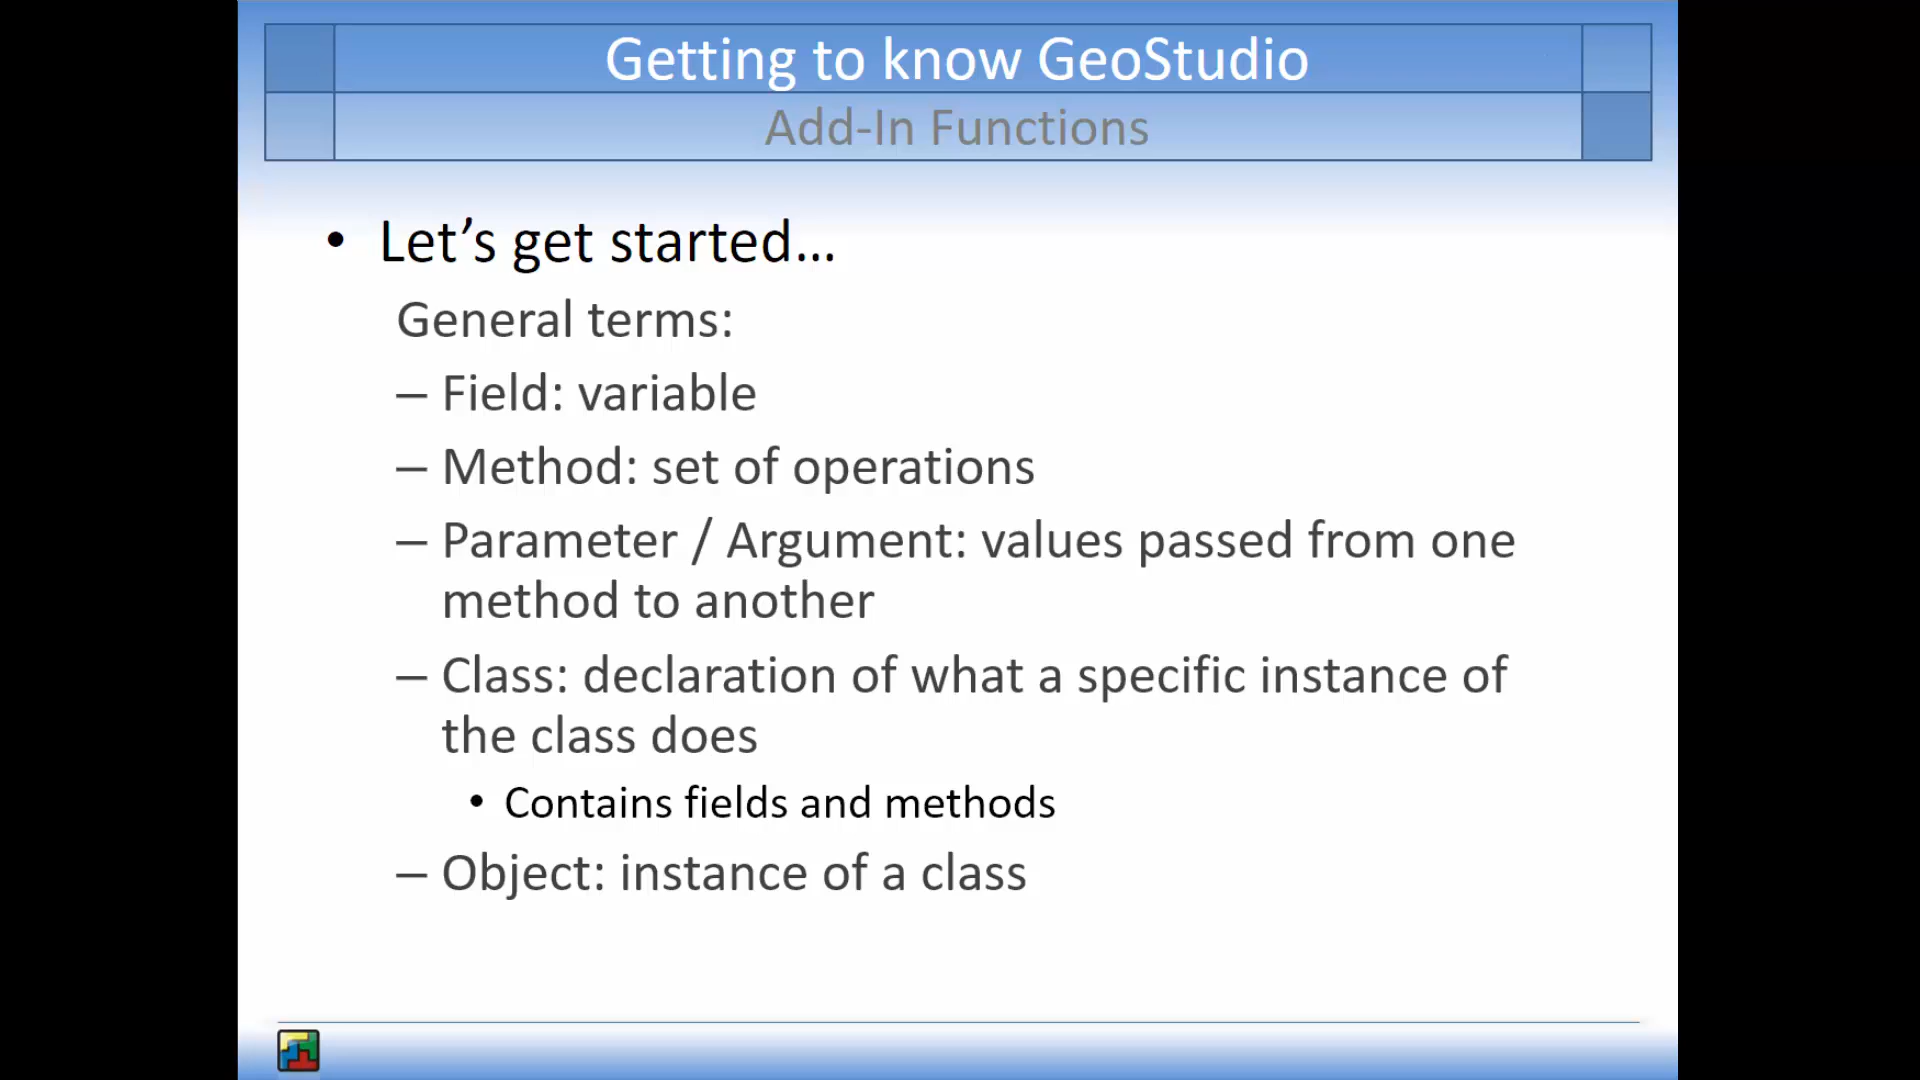 Getting to know GeoStudio
Add-In Functions
• Let’s get started…
General terms:
– Field: variable
– Method: set of operations
– Parameter / Argument: values passed from one
method to another
– Class: declaration of what a specific instance of
the class does
• Contains fields and methods
– Object: instance of a class